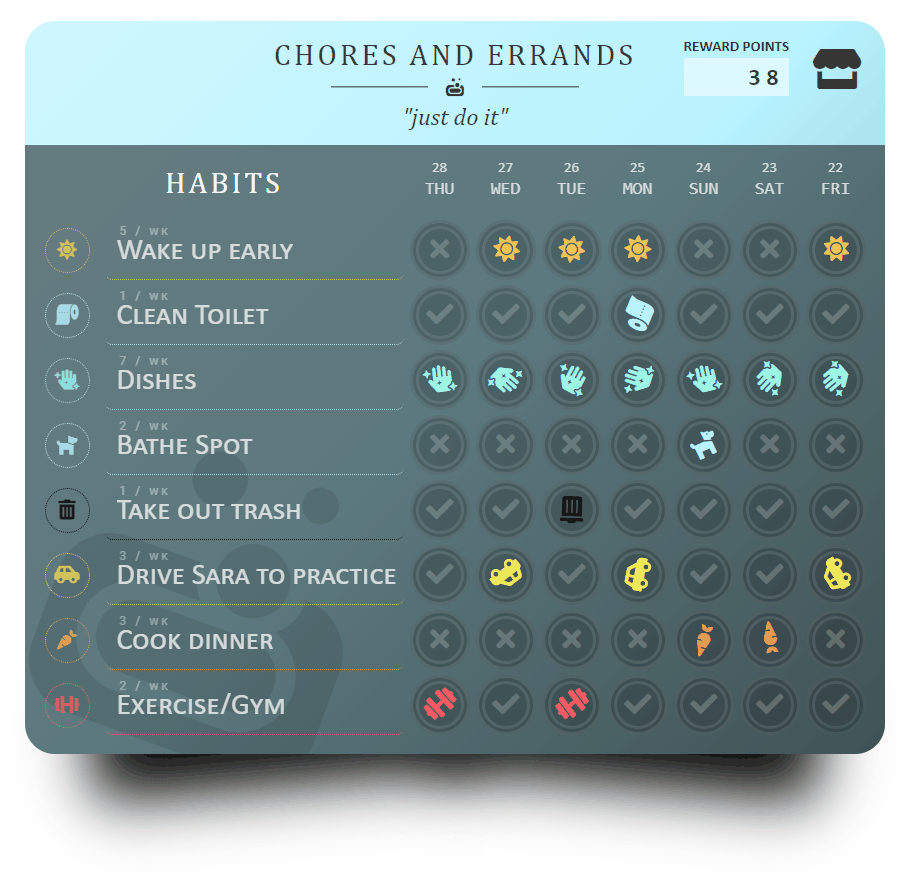 CHORES AND ERRANDS
"just do it"
REWARD POINTS
38
HABITS
28 27 26 25 24 23 22
THU WED TUE MON SUN SAT FRI
5 / WK
WAKE UP EARLY
1 / WK
CLEAN TOILET
7 / WK
DISHES
2 / WK
BATHE SPOT
1 / WK
TAKE OUT TRASH
3 / WK
DRIVE SARA TO PRACTICE
3 / WK
COOK DINNER
2 / WK
EXERCISE/GYM